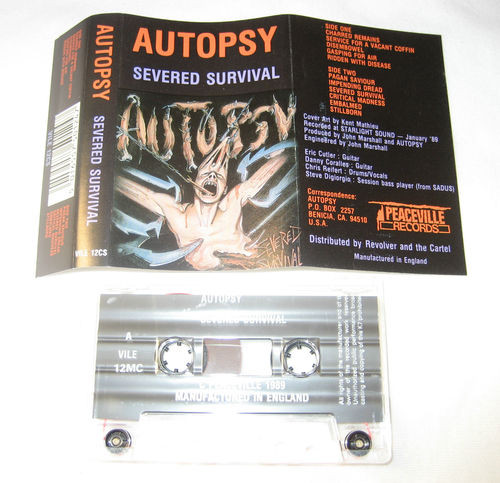 AUTOPSY
SEVERED SURVIVAL
VILE 12CS
AUTOPSY
SEVERED SURVIVAL
AUTOPSY
SEVERED
SURVIVAL
SIDE ONE
CHARRED REMAINS
SERVICE FOR A VACANT COFFIN
DISEMBOWEL
GASPING FOR AIR
RIDDEN WITH DISEASE
SIDE TWO
PAGAN SAVIOUR
IMPENDING DREAD
SEVERED SURVIVAL
CRITICAL MADNESS
EMBALMED
STILLBORN
Cover Art by Kent Mathieu
Recorded at STARLIGHT SOUND — January '89
Produced by John Marshall and AUTOPSY
Engineered by John Marshall
Eric Cutler : Guitar
Danny Coralles : Guitar
Chris Reifert : Drums/Vocals
Steve Digiorgio : Session bass player (from SADUS)
Correspondence:
AUTOPSY
P.O. BOX 2257
BENICIA, CA. 94510
U.S.A.
PEACEVILLE
RECORDS
Distributed by Revolver and the Cartel
Manufactured in England
AUTOPSY
SEVERED SURVIVAL
A
VILE
12MC
© PEACEVILLE 1989
MANUFACTURED IN ENGLAND